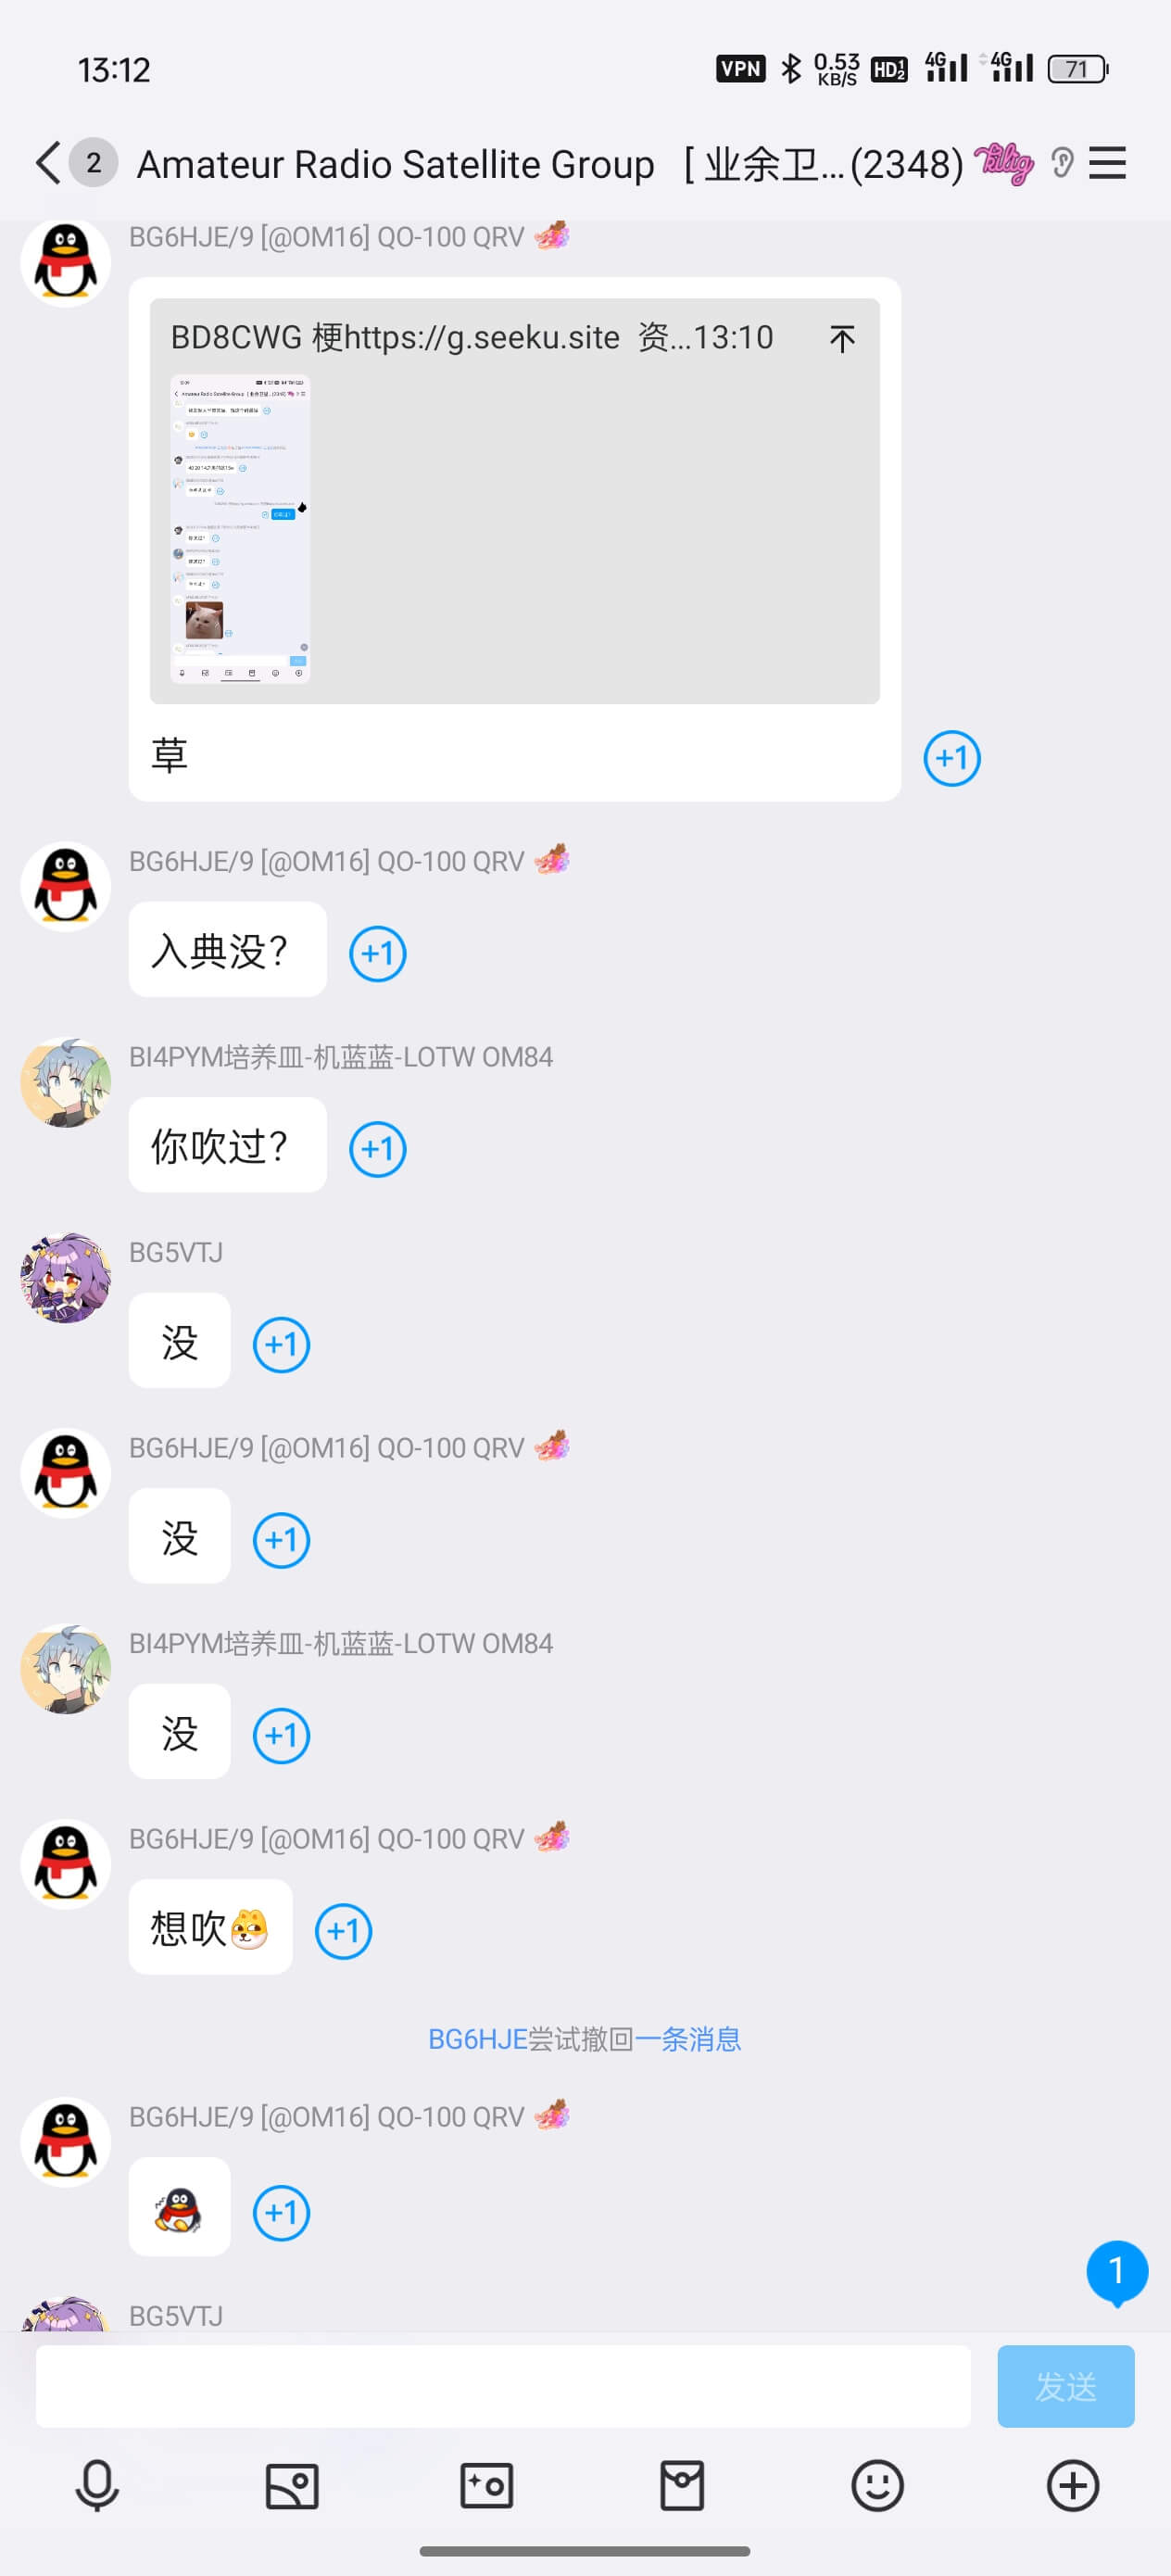 13:12
VPN 0.53 KB/S HD 1 2 4G 4G 71
2 Amateur Radio Satellite Group [ 业余卫...(2348)
BG6HJE/9 [@OM16] QO-100 QRV
BD8CWG 梗https://g.seeku.site 资...13:10
草
+1
BG6HJE/9 [@OM16] QO-100 QRV
入典没?
+1
BI4PYM培养皿-机蓝蓝-LOTW OM84
你吹过?
+1
BG5VTJ
没
+1
BG6HJE/9 [@OM16] QO-100 QRV
没
+1
BI4PYM培养皿-机蓝蓝-LOTW OM84
没
+1
BG6HJE/9 [@OM16] QO-100 QRV
想吹
+1
BG6HJE尝试撤回一条消息
BG6HJE/9 [@OM16] QO-100 QRV
+1
1
BG5VTJ
发送